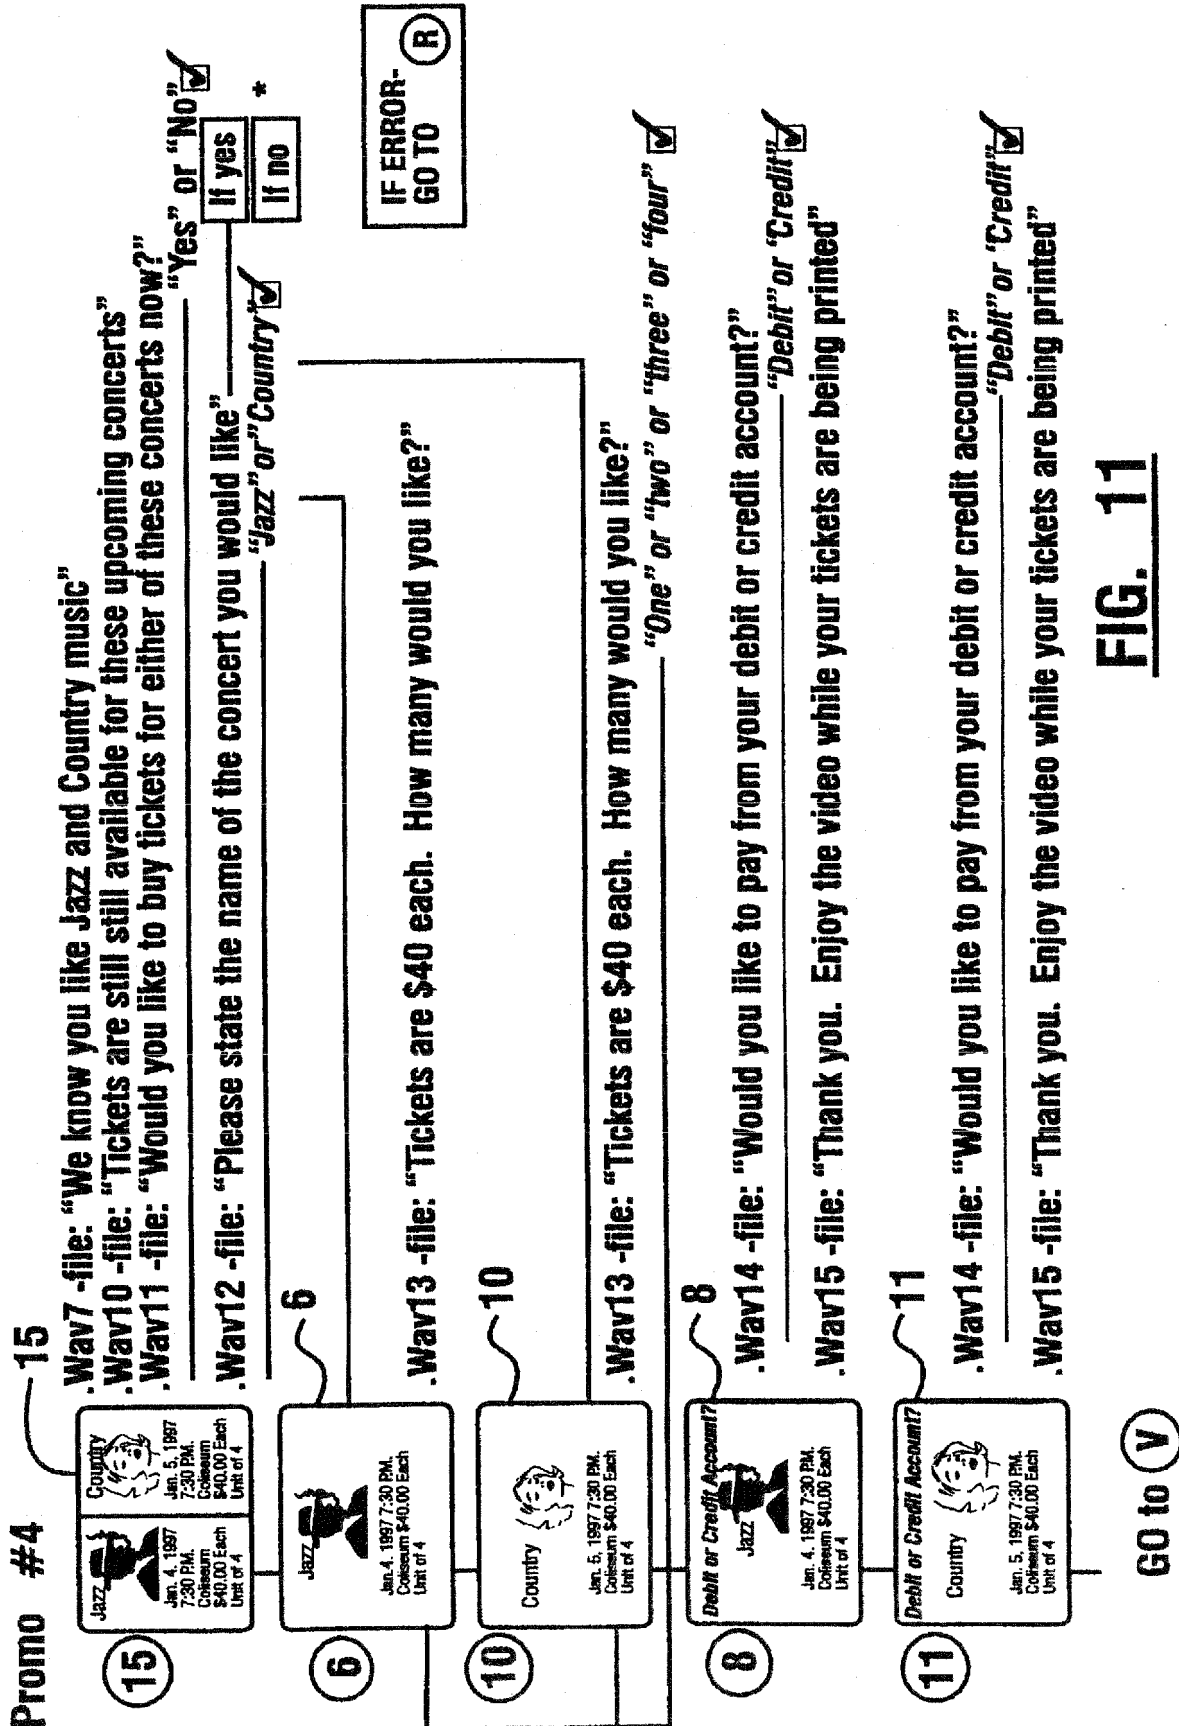 Promo #4
15
.Wav7 -file: “We know you like Jazz and Country music”
.Wav10 -file: “Tickets are still still available for these upcoming concerts”
.Wav11 -file: “Would you like to buy tickets for either of these concerts now?”
“Yes” or “No”
If yes
If no *
.Wav12 -file: “Please state the name of the concert you would like”
“Jazz” or “Country”
15
Jazz
Jan. 4, 1997
7:30 P.M.
Coliseum
$40.00 Each
Unit of 4
Country
Jan. 5, 1997
7:30 PM.
Coliseum
$40.00 Each
Unit of 4
IF ERROR-
GO TO R
6
6
Jazz
Jan. 4, 1997 7:30 P.M.
Coliseum $40.00 Each
Unit of 4
.Wav13 -file: “Tickets are $40 each. How many would you like?”
10
10
Country
Jan. 5, 1997 7:30 P.M.
Coliseum $40.00 Each
Unit of 4
.Wav13 -file: “Tickets are $40 each. How many would you like?
“One” or “two” or “three” or “four”
8
8
Debit or Credit Account?
Jazz
Jan. 4, 1997 7:30 P.M.
Coliseum $40.00 Each
Unit of 4
.Wav14 -file: “Would you like to pay from your debit or credit account?”
“Debit” or ‘Credit”
.Wav15 -file: “Thank you. Enjoy the video while your tickets are being printed”
11
11
Debit or Credit Account?
Country
Jan. 5, 1997 7:30 P.M.
Coliseum $40.00 Each
Unit of 4
.Wav14 -file: “Would you like to pay from your debit or credit account?”
“Debit” or ‘Credit”
.Wav15 -file: “Thank you. Enjoy the video while your tickets are being printed”
GO to V
FIG. 11